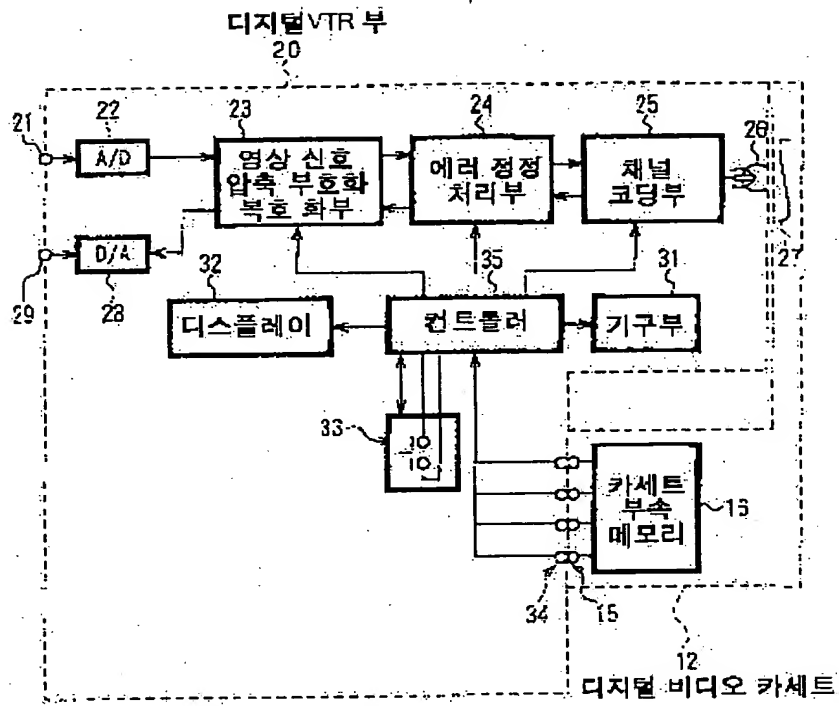 디지털 VTR 부
20
21
22
A/D
23
영상 신호
압축 부호화
복호 화부
24
에러 정정
처리부
25
채널
코딩부
26
27
29
D/A
28
32
디스플레이
35
컨트롤러
31
기구부
33
카세트
부속
메모리
16
34
15
12
디지털 비디오 카세트